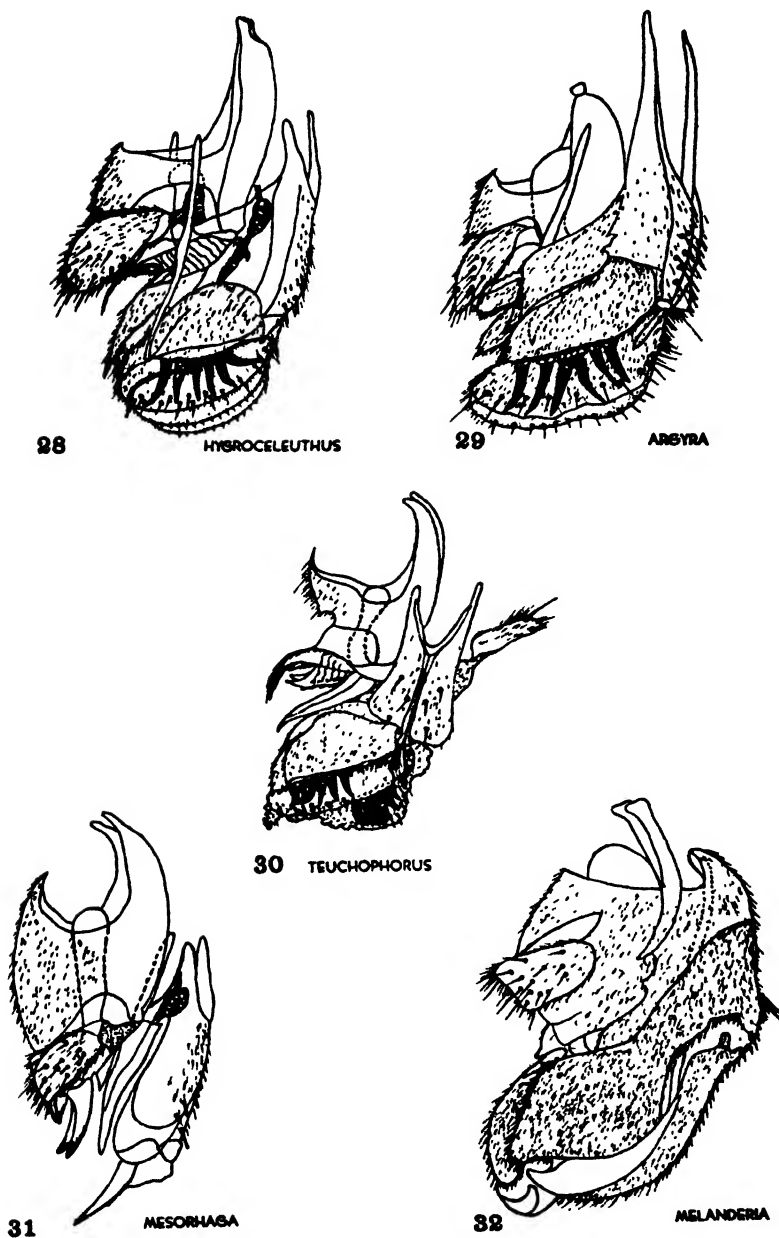 28 HYGROCELEUTHUS
29 ARGYRA
30 TEUCHOPHORUS
31 MESORHAGA
32 MELANDERIA